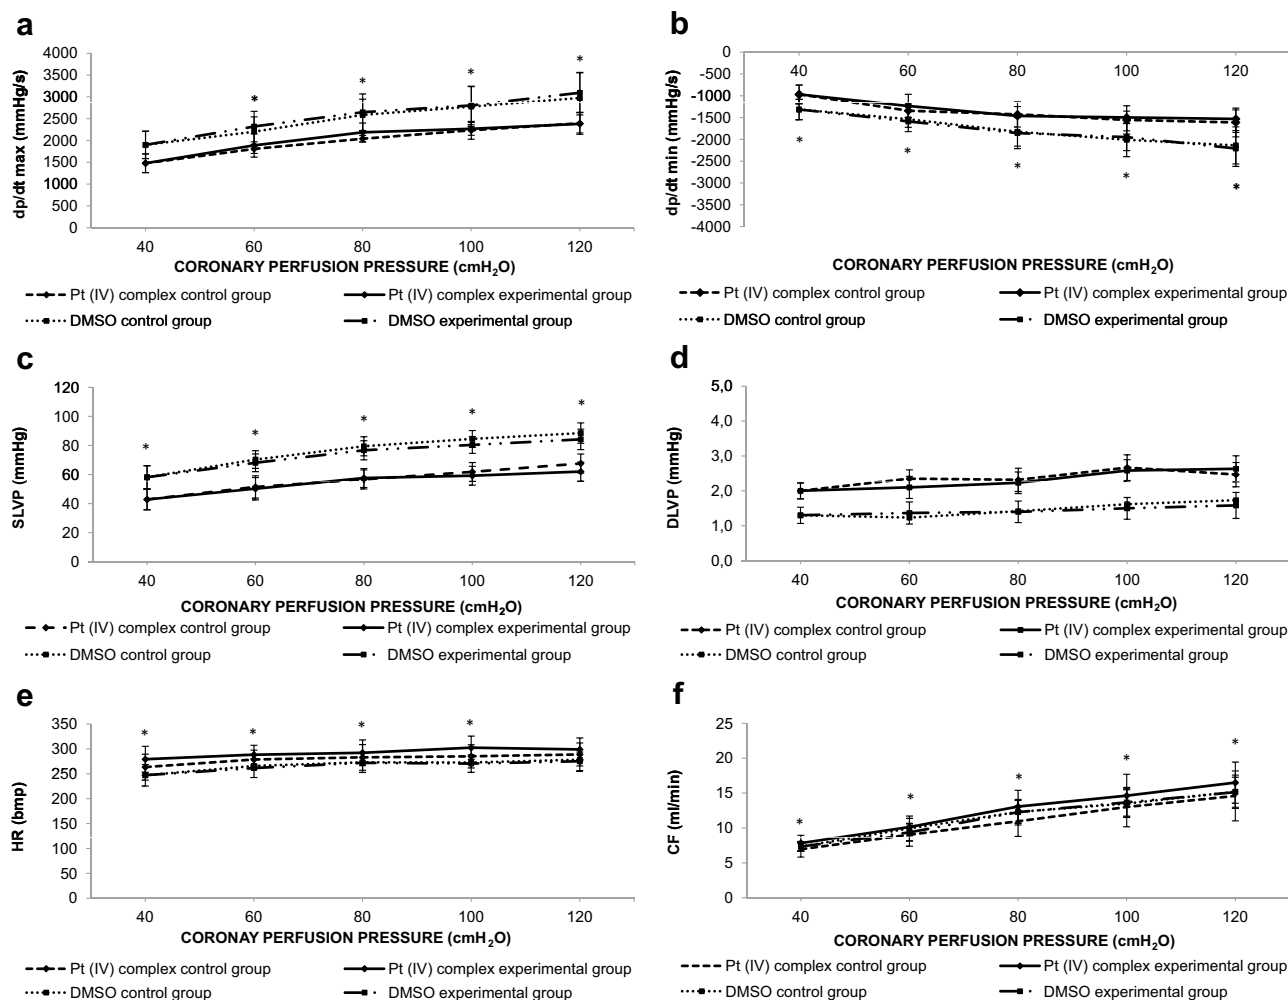 a
dp/dt max (mmHg/s)
4000
3500
3000
2500
2000
1500
1000
500
0
* * * *
40 60 80 100 120
CORONARY PERFUSION PRESSURE (cmH₂O)
Pt (IV) complex control group Pt (IV) complex experimental group
DMSO control group DMSO experimental group
b
dp/dt min (mmHg/s)
0
-500
-1000
-1500
-2000
-2500
-3000
-3500
-4000
40 60 80 100 120
* * * * *
CORONARY PERFUSION PRESSURE (cmH₂O)
Pt (IV) complex control group Pt (IV) complex experimental group
DMSO control group DMSO experimental group
c
SLVP (mmHg)
120
100
80
60
40
20
0
* * * * *
40 60 80 100 120
CORONARY PERFUSION PRESSURE (cmH₂O)
Pt (IV) complex control group Pt (IV) complex experimental group
DMSO control group DMSO experimental group
d
DLVP (mmHg)
5,0
4,0
3,0
2,0
1,0
0,0
40 60 80 100 120
CORONARY PERFUSION PRESSURE (cmH₂O)
Pt (IV) complex control group Pt (IV) complex experimental group
DMSO control group DMSO experimental group
e
HR (bmp)
350
300
250
200
150
100
50
0
* * * *
40 60 80 100 120
CORONAY PERFUSION PRESSURE (cmH₂O)
Pt (IV) complex control group Pt (IV) complex experimental group
DMSO control group DMSO experimental group
f
CF (ml/min)
25
20
15
10
5
0
* * * * *
40 60 80 100 120
CORONARY PERFUSION PRESSURE (cmH₂O)
Pt (IV) complex control group Pt (IV) complex experimental group
DMSO control group DMSO experimental group